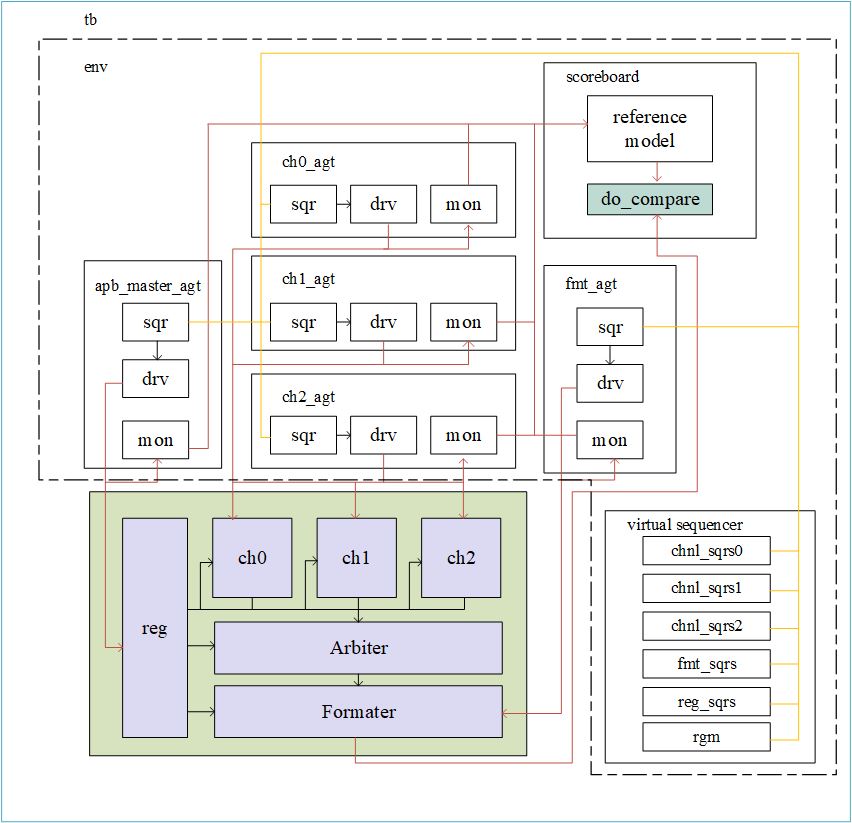 tb
env
scoreboard
reference
model
do_compare
ch0_agt
sqr
drv
mon
ch1_agt
sqr
drv
mon
ch2_agt
sqr
drv
mon
apb_master_agt
sqr
drv
mon
fmt_agt
sqr
drv
mon
reg
ch0
ch1
ch2
Arbiter
Formater
virtual sequencer
chnl_sqrs0
chnl_sqrs1
chnl_sqrs2
fmt_sqrs
reg_sqrs
rgm